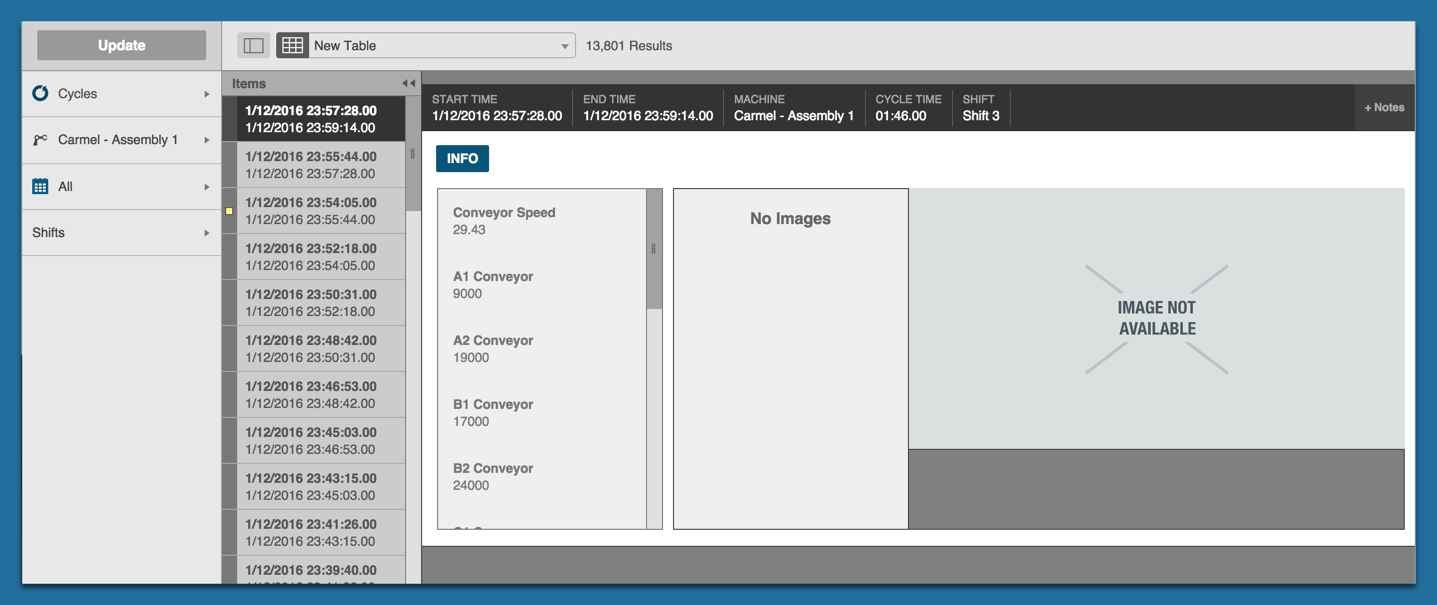 Update
New Table
13,801 Results
Cycles
Carmel - Assembly 1
All
Shifts
Items
1/12/2016 23:57:28.00
1/12/2016 23:59:14.00
1/12/2016 23:55:44.00
1/12/2016 23:57:28.00
1/12/2016 23:54:05.00
1/12/2016 23:55:44.00
1/12/2016 23:52:18.00
1/12/2016 23:54:05.00
1/12/2016 23:50:31.00
1/12/2016 23:52:18.00
1/12/2016 23:48:42.00
1/12/2016 23:50:31.00
1/12/2016 23:46:53.00
1/12/2016 23:48:42.00
1/12/2016 23:45:03.00
1/12/2016 23:46:53.00
1/12/2016 23:43:15.00
1/12/2016 23:45:03.00
1/12/2016 23:41:26.00
1/12/2016 23:43:15.00
1/12/2016 23:39:40.00
START TIME
1/12/2016 23:57:28.00
END TIME
1/12/2016 23:59:14.00
MACHINE
Carmel - Assembly 1
CYCLE TIME
01:46.00
SHIFT
Shift 3
+ Notes
INFO
Conveyor Speed
29.43
A1 Conveyor
9000
A2 Conveyor
19000
B1 Conveyor
17000
B2 Conveyor
24000
No Images
IMAGE NOT
AVAILABLE